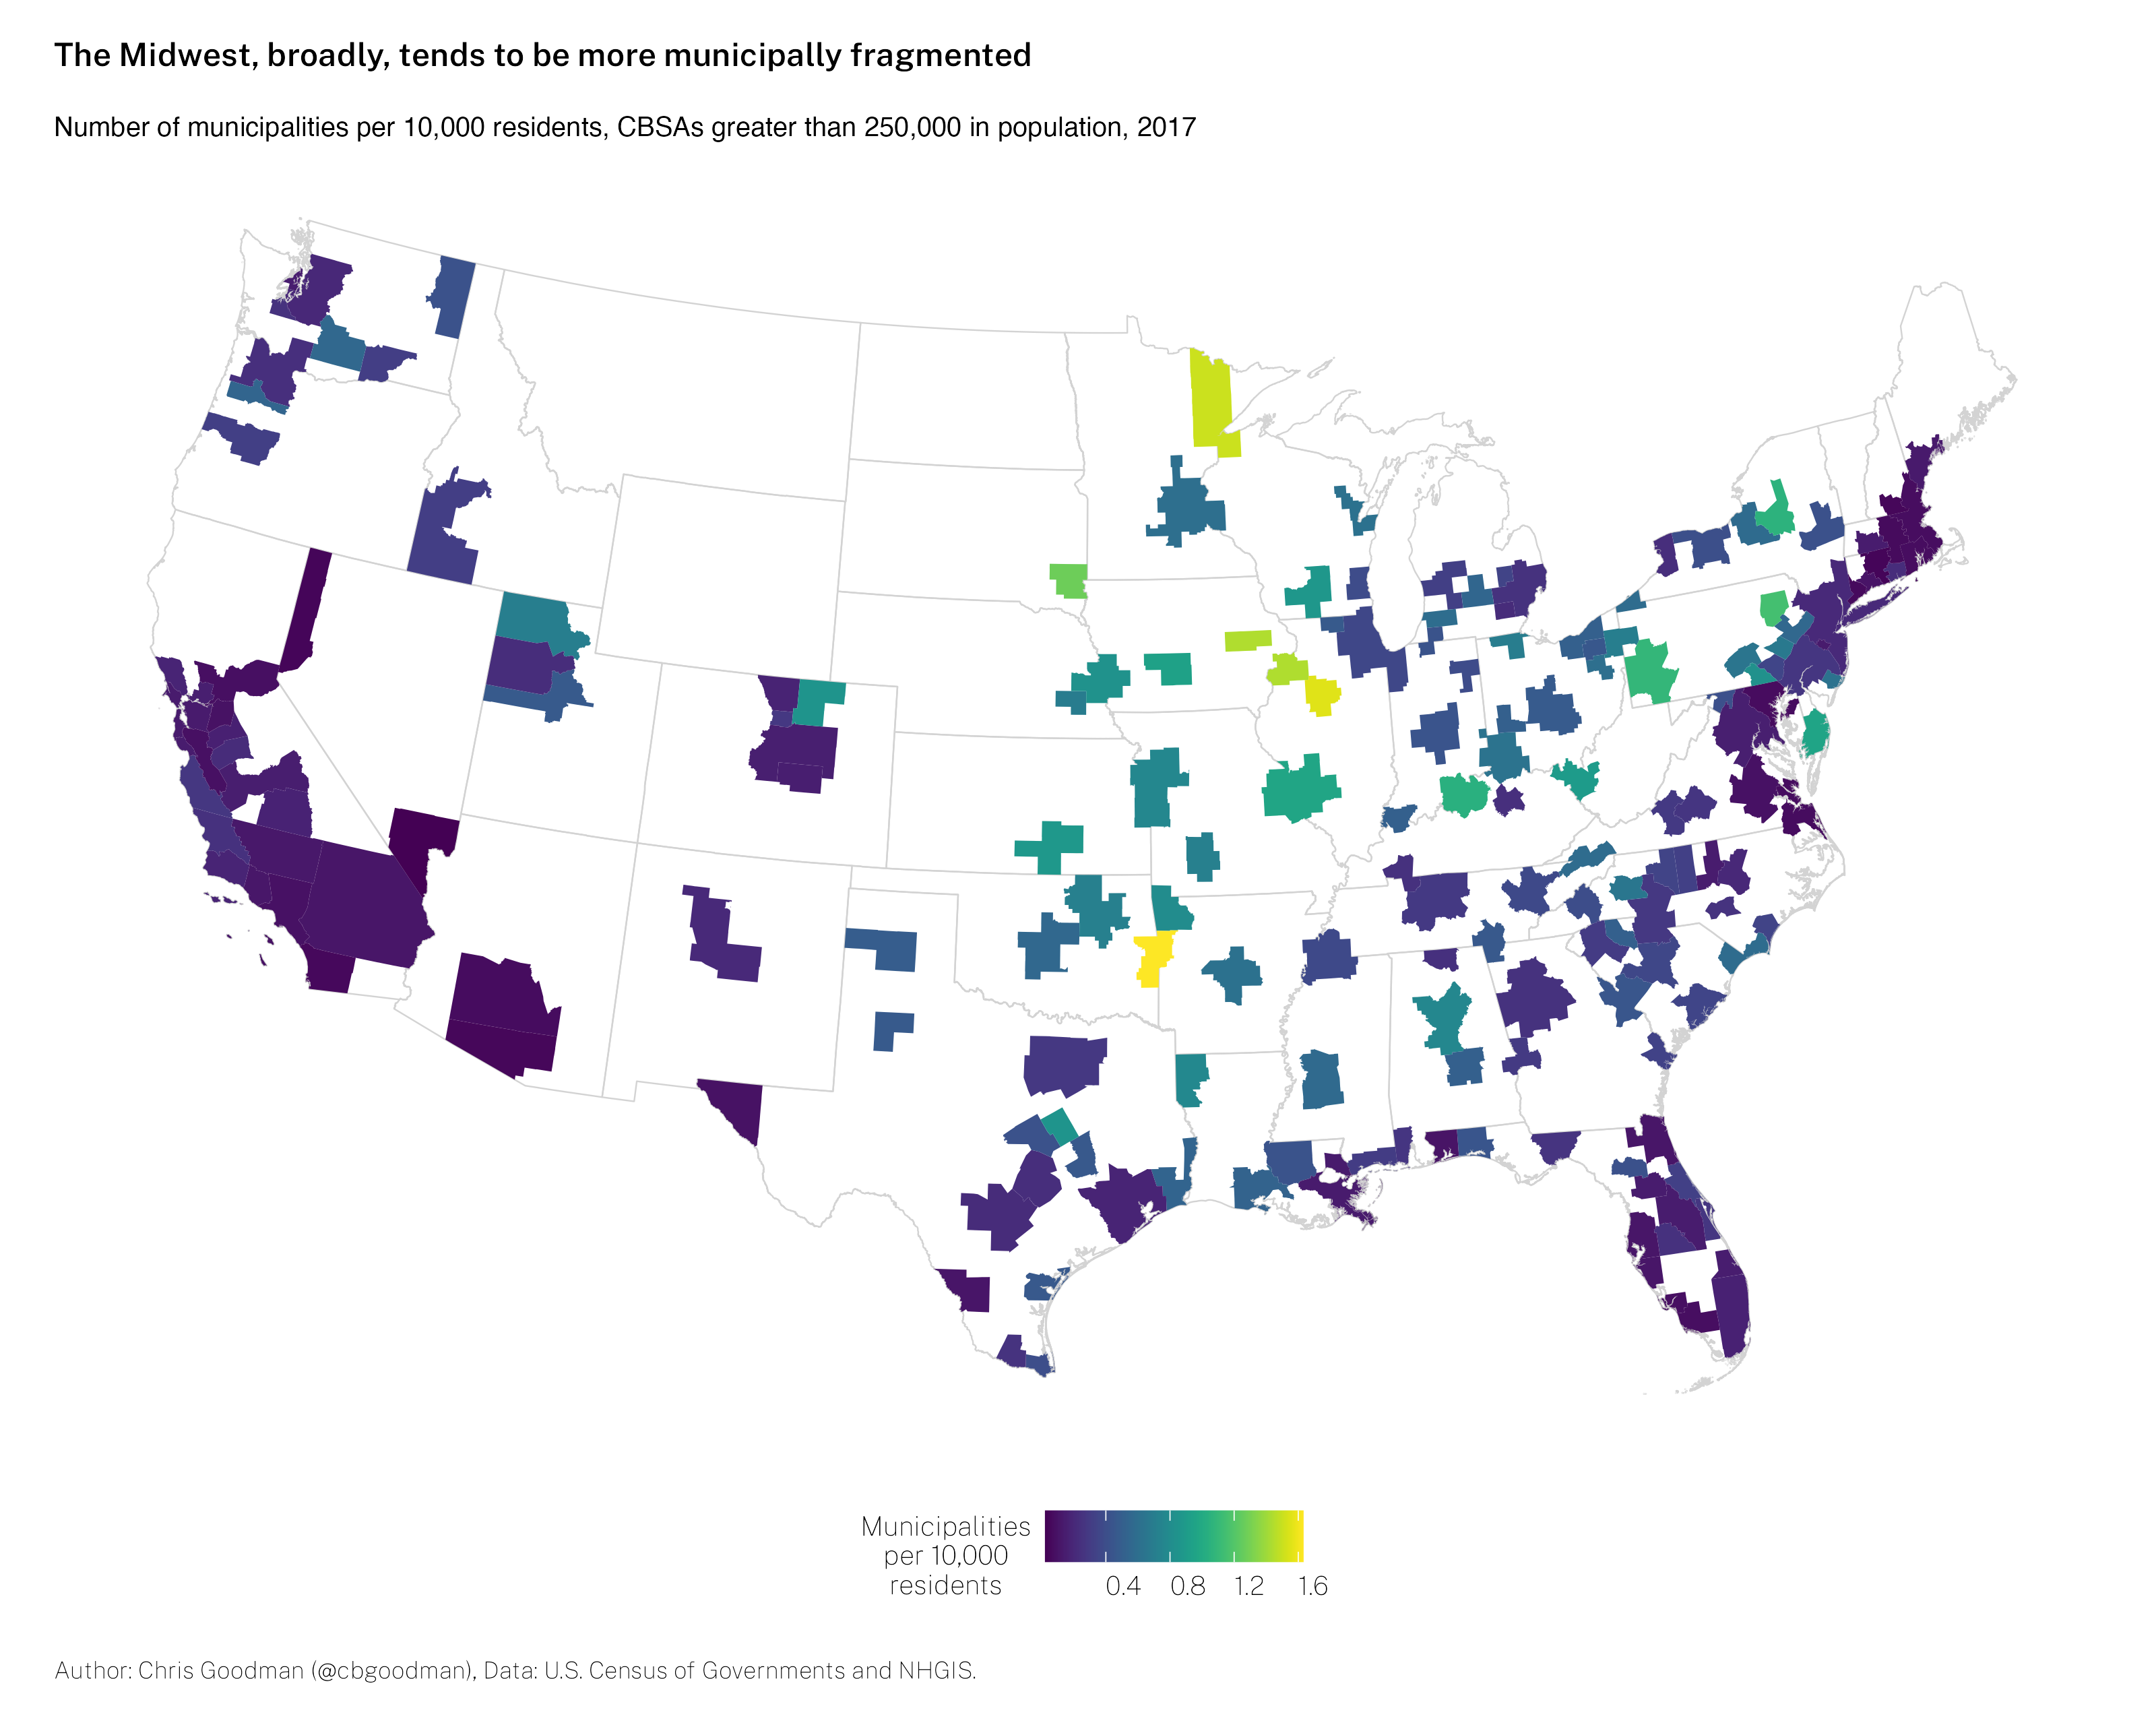 The Midwest, broadly, tends to be more municipally fragmented
Number of municipalities per 10,000 residents, CBSAs greater than 250,000 in population, 2017
Municipalities
per 10,000
residents
0.4 0.8 1.2 1.6
Author: Chris Goodman (@cbgoodman), Data: U.S. Census of Governments and NHGIS.